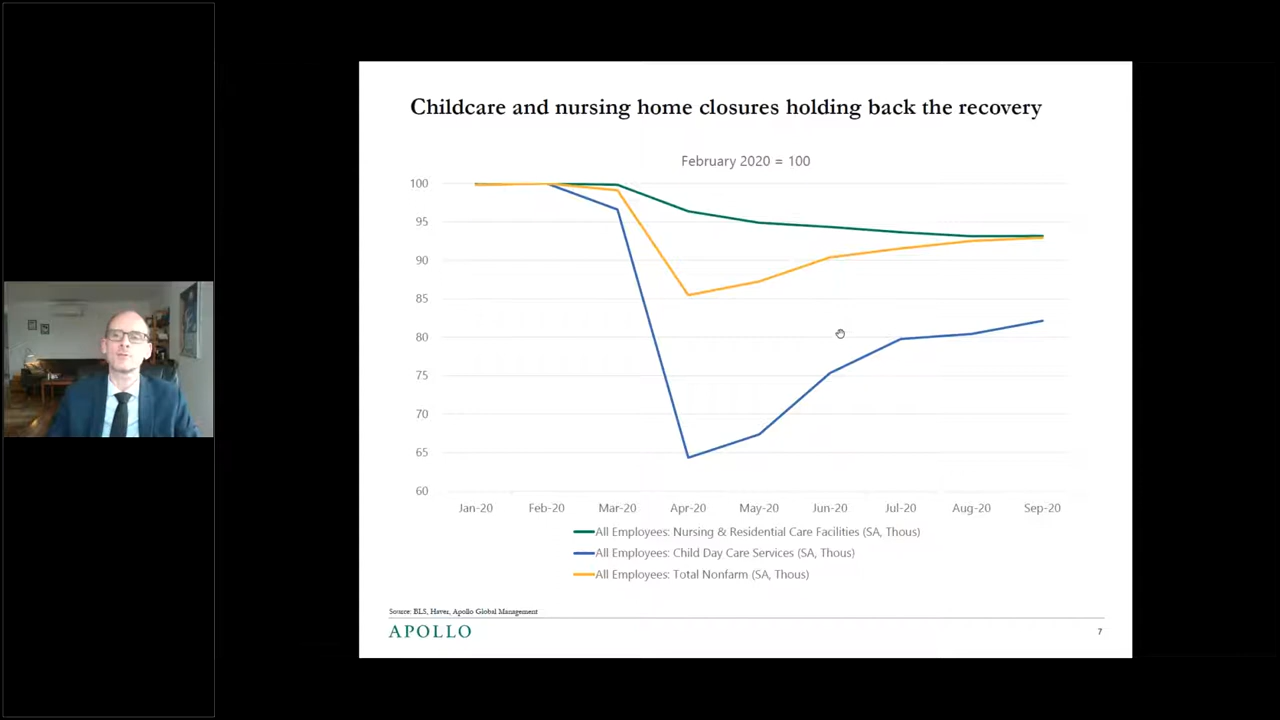 Childcare and nursing home closures holding back the recovery
February 2020 = 100
100
95
90
85
80
75
70
65
60
Jan-20 Feb-20 Mar-20 Apr-20 May-20 Jun-20 Jul-20 Aug-20 Sep-20
All Employees: Nursing & Residential Care Facilities (SA, Thous)
All Employees: Child Day Care Services (SA, Thous)
All Employees: Total Nonfarm (SA, Thous)
Source: BLS, Haver, Apollo Global Management
APOLLO
7